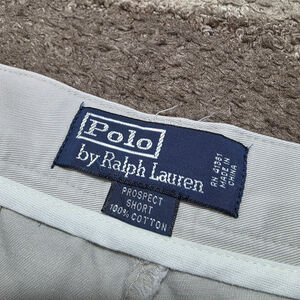 Polo
by Ralph Lauren
RN 41381
MADE IN
CHINA
PROSPECT
SHORT
100% COTTON